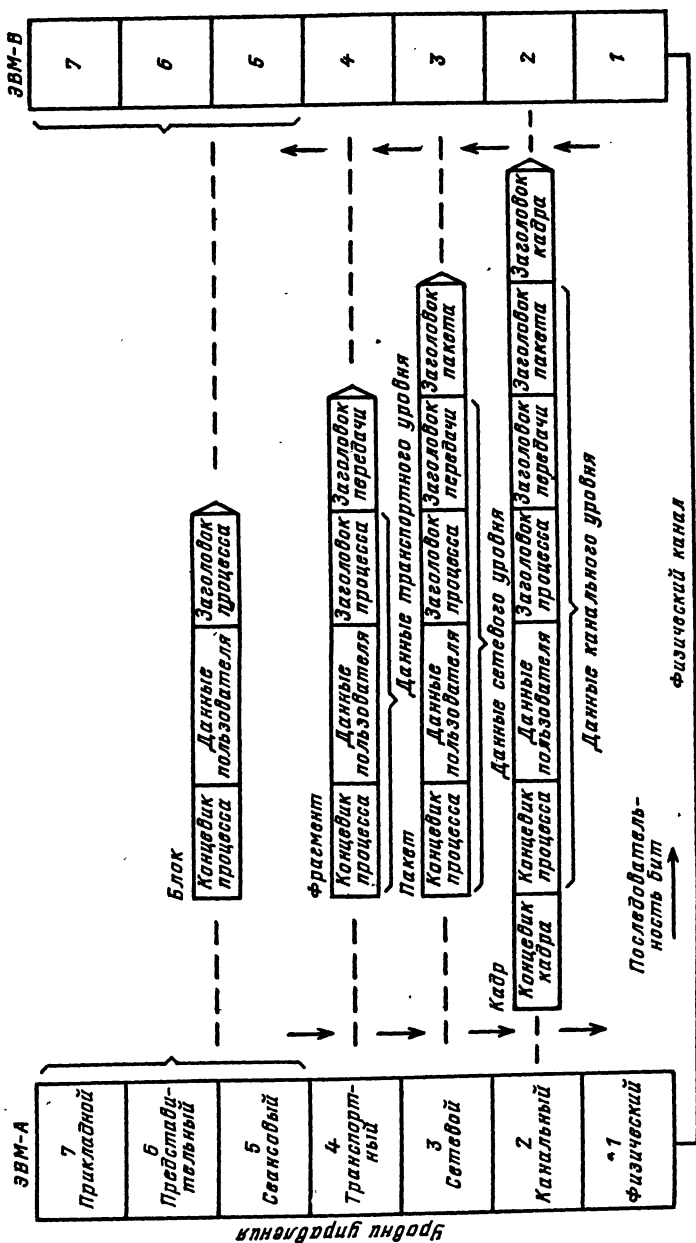 Уровни управления
ЭВМ-А
7
Прикладной
6
Представи-
тельный
5
Сеансовый
4
Транспорт-
ный
3
Сетевой
2
Канальный
1
Физический
Блок
Концевик
процесса
Данные
пользователя
Заголовок
процесса
Фрагмент
Концевик
процесса
Данные
пользователя
Заголовок
процесса
Заголовок
передачи
Данные транспортного уровня
Пакет
Концевик
процесса
Данные
пользователя
Заголовок
процесса
Заголовок
передачи
Заголовок
пакета
Данные сетевого уровня
Кадр
Концевик
кадра
Концевик
процесса
Данные
пользователя
Заголовок
процесса
Заголовок
передачи
Заголовок
пакета
Заголовок
кадра
Данные канального уровня
Последователь-
ность бит
Физический канал
ЭВМ-В
7
6
5
4
3
2
1